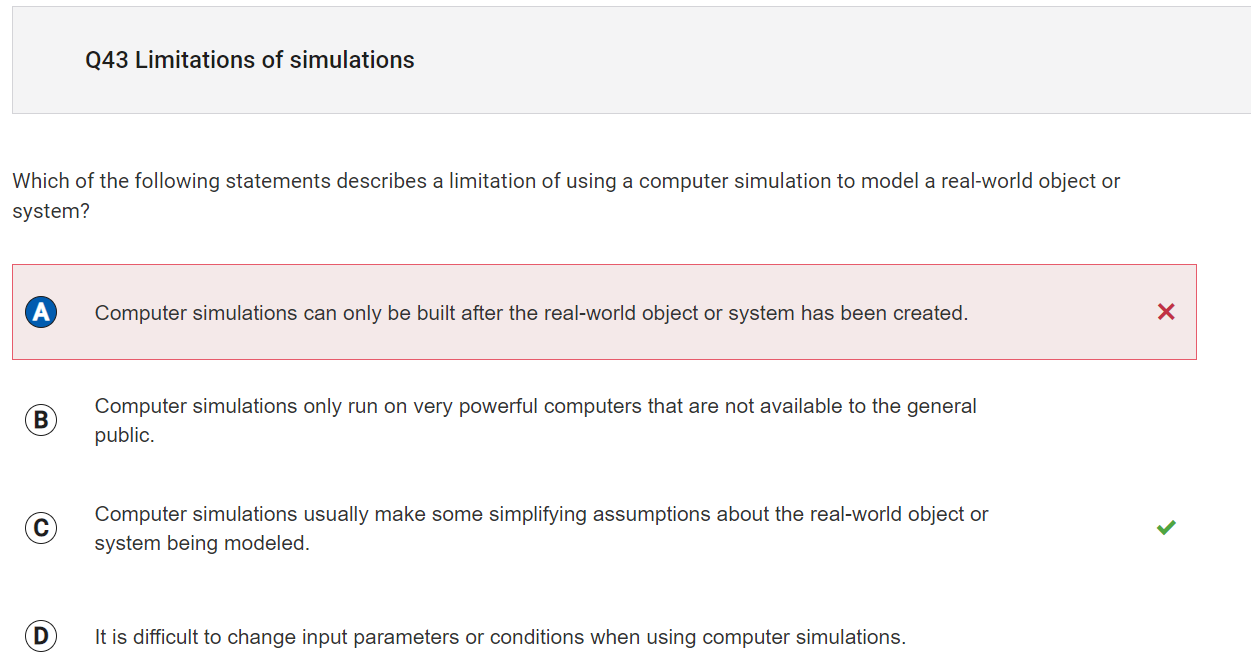 Q43 Limitations of simulations
Which of the following statements describes a limitation of using a computer simulation to model a real-world object or
system?
A Computer simulations can only be built after the real-world object or system has been created.
B Computer simulations only run on very powerful computers that are not available to the general
public.
C Computer simulations usually make some simplifying assumptions about the real-world object or
system being modeled.
D It is difficult to change input parameters or conditions when using computer simulations.